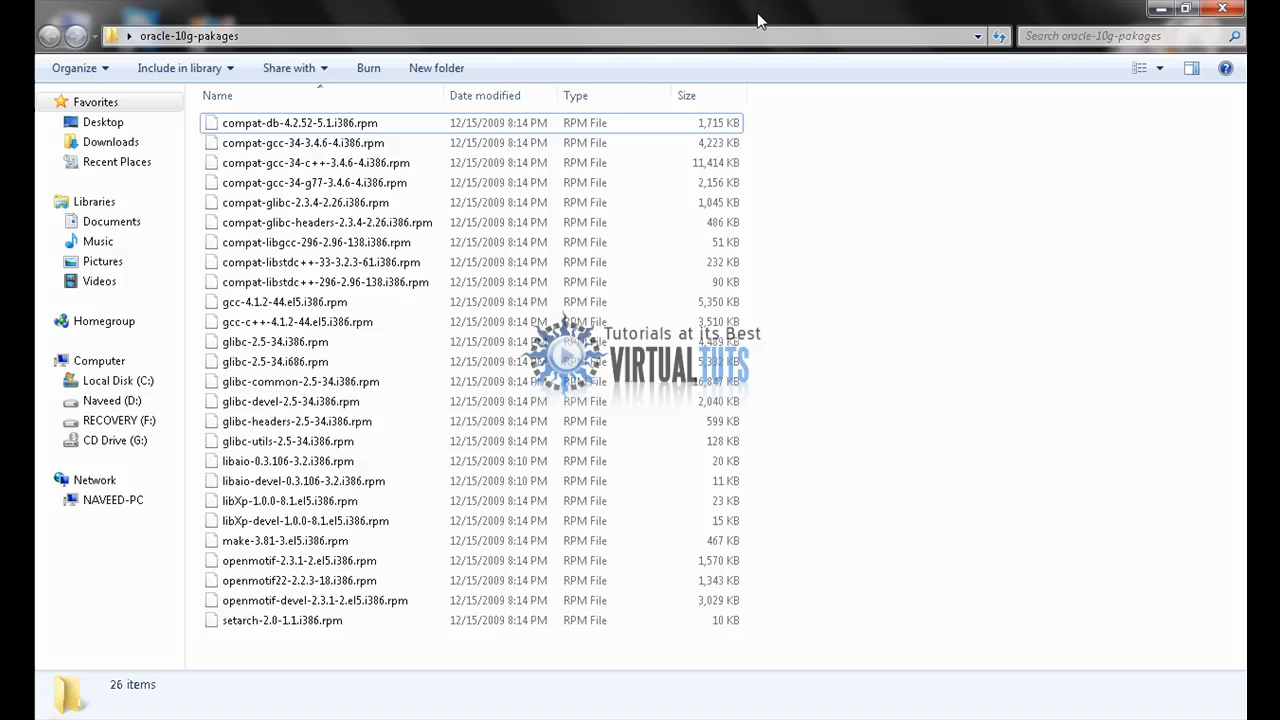 oracle-10g-pakages
Search oracle-10g-pakages
Organize Include in library Share with Burn New folder
Favorites
Desktop
Downloads
Recent Places
Libraries
Documents
Music
Pictures
Videos
Homegroup
Computer
Local Disk (C:)
Naveed (D:)
RECOVERY (F:)
CD Drive (G:)
Network
NAVEED-PC
Name Date modified Type Size
compat-db-4.2.52-5.1.i386.rpm 12/15/2009 8:14 PM RPM File 1,715 KB
compat-gcc-34-3.4.6-4.i386.rpm 12/15/2009 8:14 PM RPM File 4,223 KB
compat-gcc-34-c++-3.4.6-4.i386.rpm 12/15/2009 8:14 PM RPM File 11,414 KB
compat-gcc-34-g77-3.4.6-4.i386.rpm 12/15/2009 8:14 PM RPM File 2,156 KB
compat-glibc-2.3.4-2.26.i386.rpm 12/15/2009 8:14 PM RPM File 1,045 KB
compat-glibc-headers-2.3.4-2.26.i386.rpm 12/15/2009 8:14 PM RPM File 486 KB
compat-libgcc-296-2.96-138.i386.rpm 12/15/2009 8:14 PM RPM File 51 KB
compat-libstdc++-33-3.2.3-61.i386.rpm 12/15/2009 8:14 PM RPM File 232 KB
compat-libstdc++-296-2.96-138.i386.rpm 12/15/2009 8:14 PM RPM File 90 KB
gcc-4.1.2-44.el5.i386.rpm 12/15/2009 8:14 PM RPM File 5,350 KB
gcc-c++-4.1.2-44.el5.i386.rpm 12/15/2009 8:14 PM RPM File 3,510 KB
glibc-2.5-34.i386.rpm 12/15/2009 8:14 PM RPM File 4,489 KB
glibc-2.5-34.i686.rpm 12/15/2009 8:14 PM RPM File KB
glibc-common-2.5-34.i386.rpm 12/15/2009 8:14 PM RPM File 16,847 KB
glibc-devel-2.5-34.i386.rpm 12/15/2009 8:14 PM RPM File 2,040 KB
glibc-headers-2.5-34.i386.rpm 12/15/2009 8:14 PM RPM File 599 KB
glibc-utils-2.5-34.i386.rpm 12/15/2009 8:14 PM RPM File 128 KB
libaio-0.3.106-3.2.i386.rpm 12/15/2009 8:10 PM RPM File 20 KB
libaio-devel-0.3.106-3.2.i386.rpm 12/15/2009 8:10 PM RPM File 11 KB
libXp-1.0.0-8.1.el5.i386.rpm 12/15/2009 8:14 PM RPM File 23 KB
libXp-devel-1.0.0-8.1.el5.i386.rpm 12/15/2009 8:14 PM RPM File 15 KB
make-3.81-3.el5.i386.rpm 12/15/2009 8:14 PM RPM File 467 KB
openmotif-2.3.1-2.el5.i386.rpm 12/15/2009 8:14 PM RPM File 1,570 KB
openmotif22-2.2.3-18.i386.rpm 12/15/2009 8:14 PM RPM File 1,343 KB
openmotif-devel-2.3.1-2.el5.i386.rpm 12/15/2009 8:14 PM RPM File 3,029 KB
setarch-2.0-1.1.i386.rpm 12/15/2009 8:14 PM RPM File 10 KB
Tutorials at its Best
VIRTUALTUTS
26 items